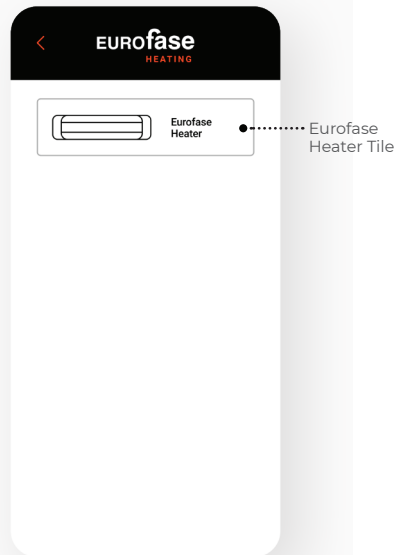 EUROfase
HEATING
Eurofase
Heater
Eurofase
Heater Tile